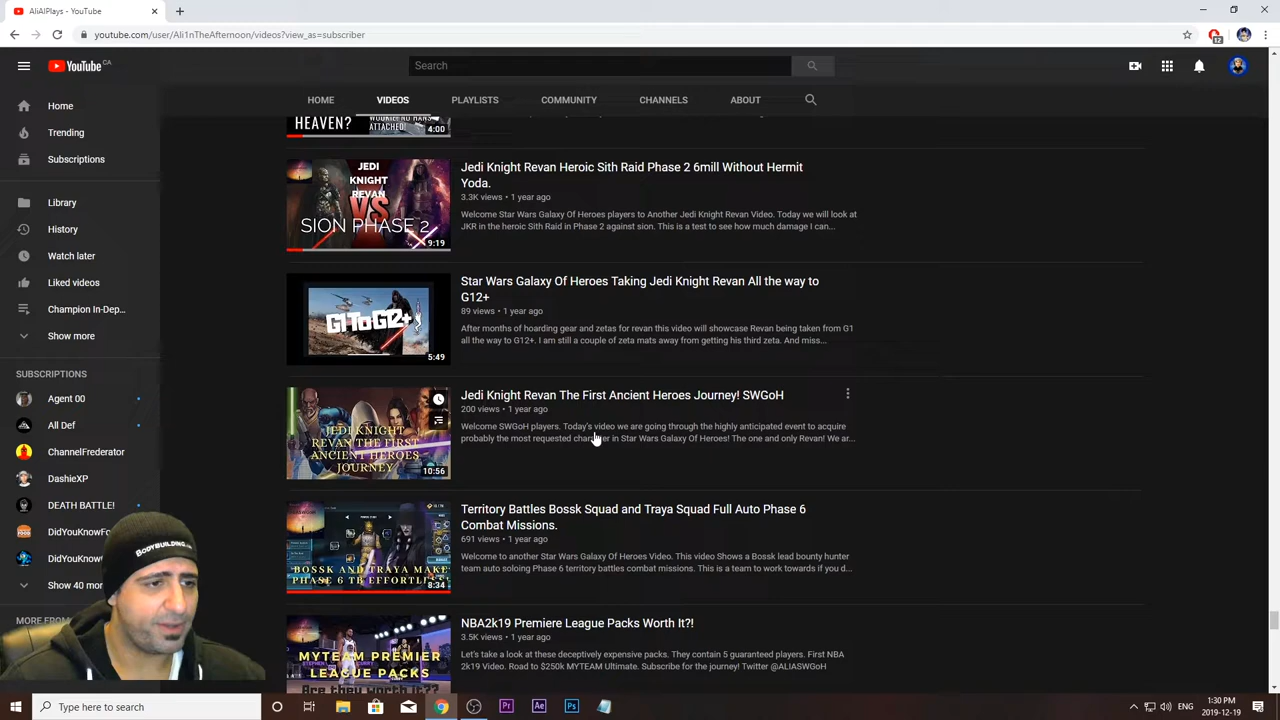 AliAIPlays - YouTube
youtube.com/user/Ali1nTheAfternoon/videos?view_as=subscriber
12
YouTube CA
Search
HOME VIDEOS PLAYLISTS COMMUNITY CHANNELS ABOUT
Home
Trending
Subscriptions
Library
History
Watch later
Liked videos
Champion In-Dep...
Show more
SUBSCRIPTIONS
Agent 00
All Def
ChannelFrederator
DashieXP
DEATH BATTLE!
DidYouKnow
DidYouKnow
Show 40 mor
MORE FROM
BODYBUILDING.com
HEAVEN?
ATTACHED!
4:00
JEDI
KNIGHT
REVAN
VS
SION PHASE 2
9:19
Jedi Knight Revan Heroic Sith Raid Phase 2 6mill Without Hermit
Yoda.
3.3K views • 1 year ago
Welcome Star Wars Galaxy Of Heroes players to Another Jedi Knight Revan Video. Today we will look at
JKR in the heroic Sith Raid in Phase 2 against sion. This is a test to see how much damage I can...
G1 TO G12+
5:49
Star Wars Galaxy Of Heroes Taking Jedi Knight Revan All the way to
G12+
89 views • 1 year ago
After months of hoarding gear and zetas for revan this video will showcase Revan being taken from G1
all the way to G12+. I am still a couple of zeta mats away from getting his third zeta. And miss...
JEDI KNIGHT
REVAN THE FIRST
ANCIENT HEROES
JOURNEY
10:56
Jedi Knight Revan The First Ancient Heroes Journey! SWGoH
200 views • 1 year ago
Welcome SWGoH players. Today's video we are going through the highly anticipated event to acquire
probably the most requested character in Star Wars Galaxy Of Heroes! The one and only Revan! We ar...
BOSSK AND TRAYA MAKE
PHASE 6 TB EFFORTLESS!
8:34
Territory Battles Bossk Squad and Traya Squad Full Auto Phase 6
Combat Missions.
691 views • 1 year ago
Welcome to another Star Wars Galaxy Of Heroes Video. This video Shows a Bossk lead bounty hunter
team auto soloing Phase 6 territory battles combat missions. This is a team to work towards if you d...
MYTEAM PREMIER
LEAGUE PACKS
Are they worth it??
NBA2k19 Premiere League Packs Worth It?!
3.5K views • 1 year ago
Let's take a look at these deceptively expensive packs. They contain 5 guaranteed players. First NBA
2k19 Video. Road to $250k MYTEAM Ultimate. Subscribe for the journey! Twitter @ALIASWGoH
Type here to search
Pr Ae Ps
ENG
1:30 PM
2019-12-19